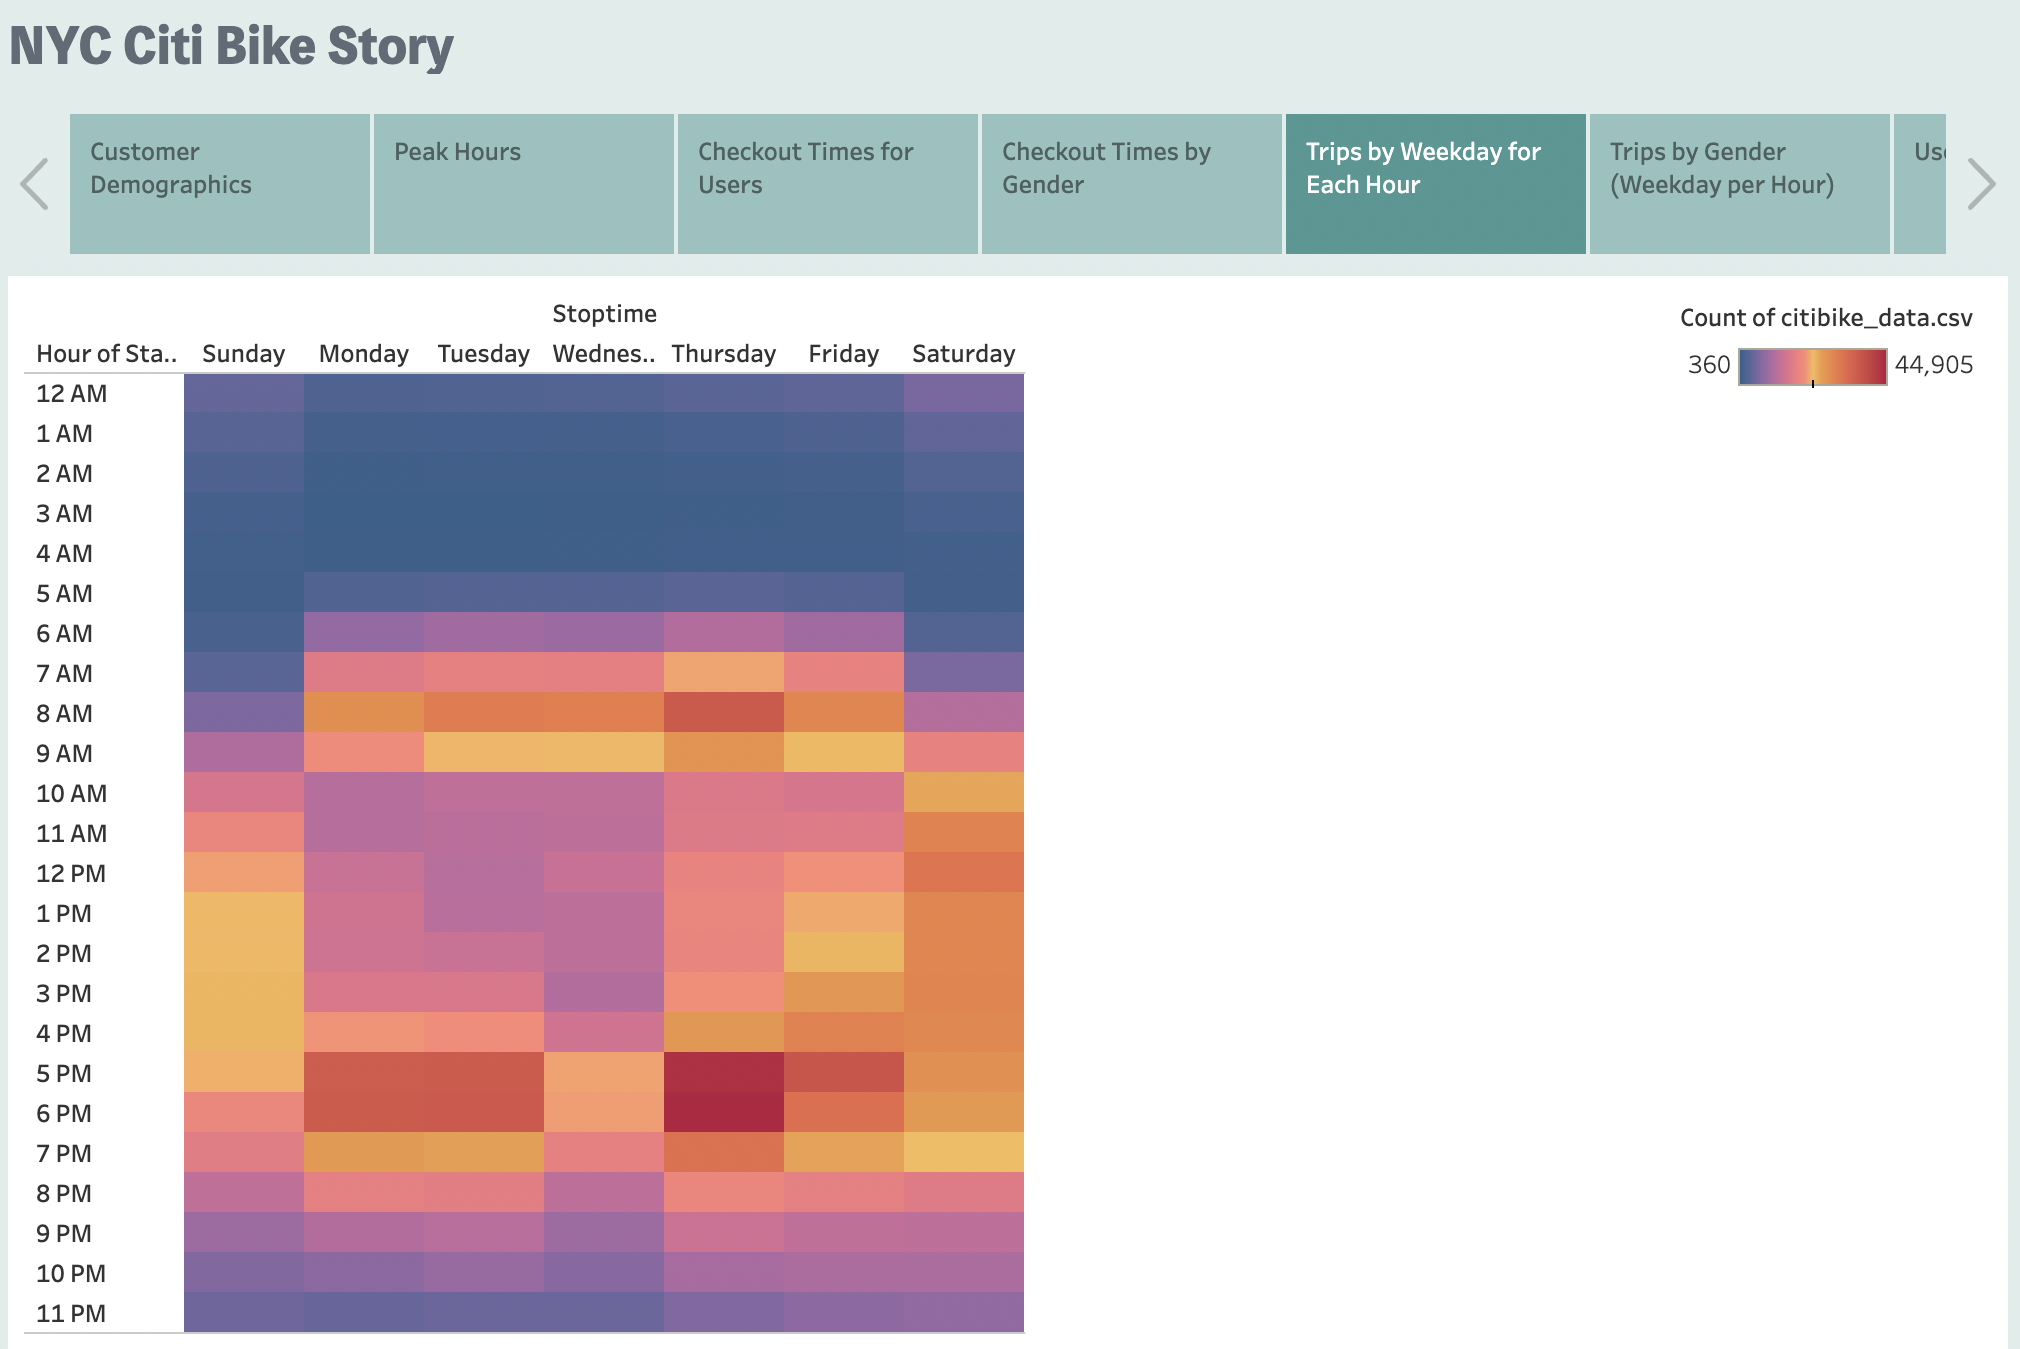 NYC Citi Bike Story
Customer
Demographics
Peak Hours
Checkout Times for
Users
Checkout Times by
Gender
Trips by Weekday for
Each Hour
Trips by Gender
(Weekday per Hour)
Stoptime
Hour of Sta.. Sunday Monday Tuesday Wednes.. Thursday Friday Saturday
Count of citibike_data.csv
360 44,905
12 AM
1 AM
2 AM
3 AM
4 AM
5 AM
6 AM
7 AM
8 AM
9 AM
10 AM
11 AM
12 PM
1 PM
2 PM
3 PM
4 PM
5 PM
6 PM
7 PM
8 PM
9 PM
10 PM
11 PM